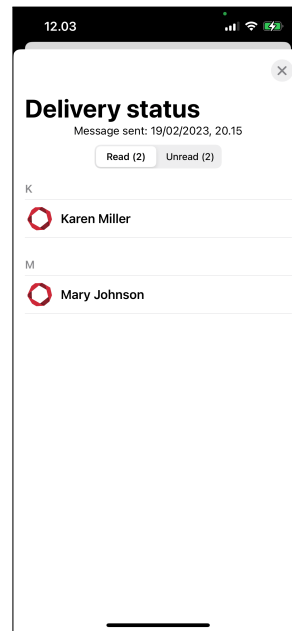 12.03
Delivery status
Message sent: 19/02/2023, 20.15
Read (2) Unread (2)
K
Karen Miller
M
Mary Johnson